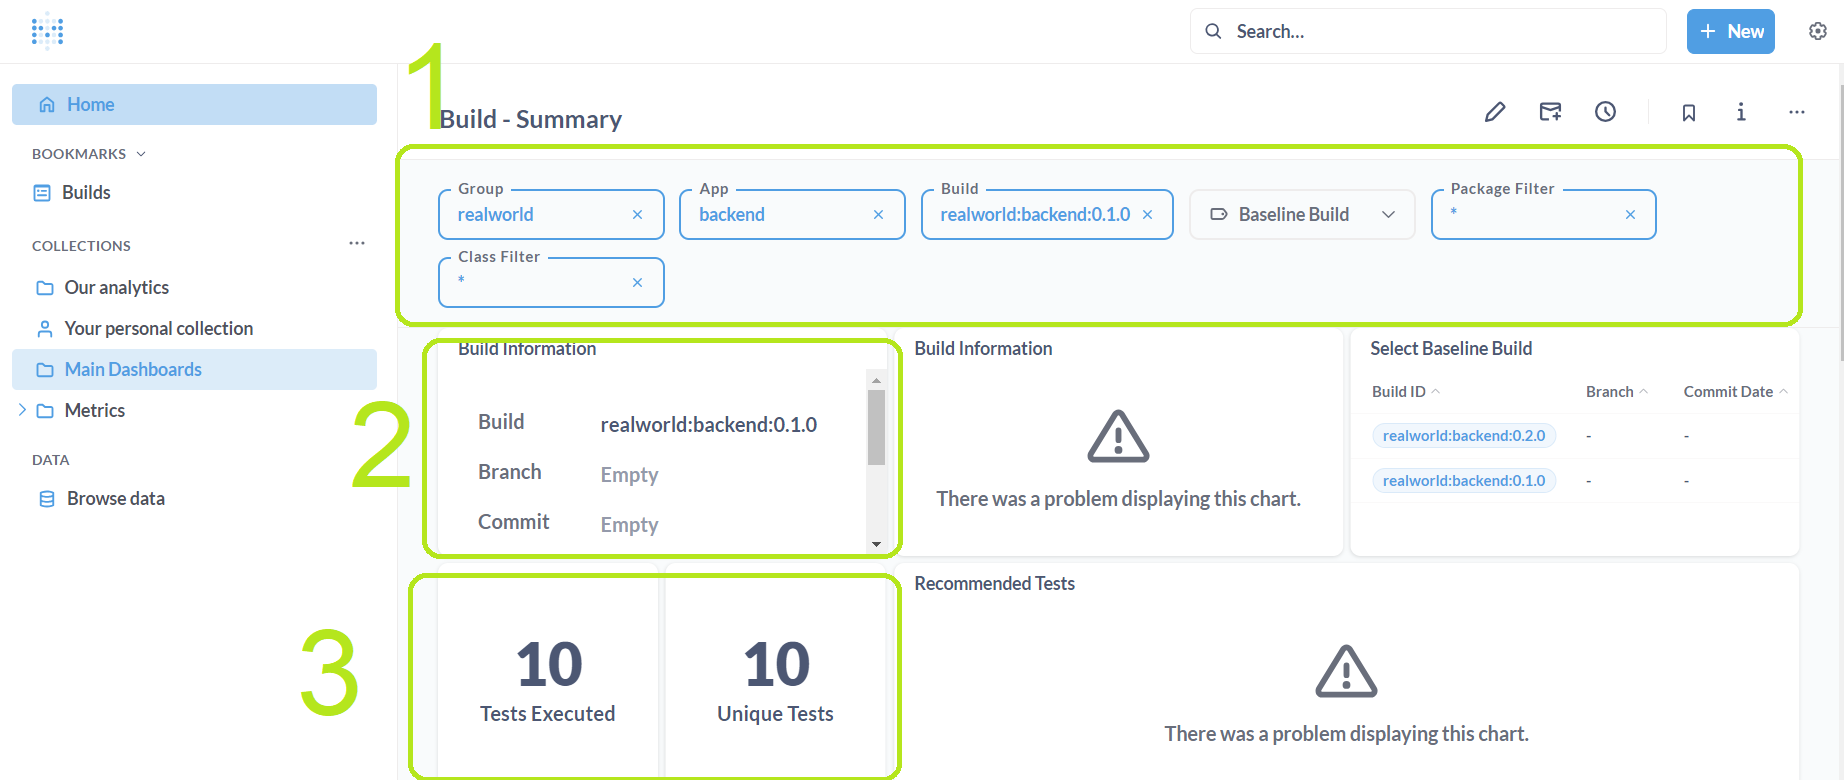 Search...
+ New
Home
BOOKMARKS
Builds
COLLECTIONS
...
Our analytics
Your personal collection
Main Dashboards
Metrics
DATA
Browse data
1
Build - Summary
Group
realworld
App
backend
Build
realworld:backend:0.1.0
Baseline Build
Package Filter
*
Class Filter
*
2
Build Information
Build realworld:backend:0.1.0
Branch Empty
Commit Empty
Build Information
There was a problem displaying this chart.
Select Baseline Build
Build ID Branch Commit Date
realworld:backend:0.2.0 - -
realworld:backend:0.1.0 - -
3
10
Tests Executed
10
Unique Tests
Recommended Tests
There was a problem displaying this chart.